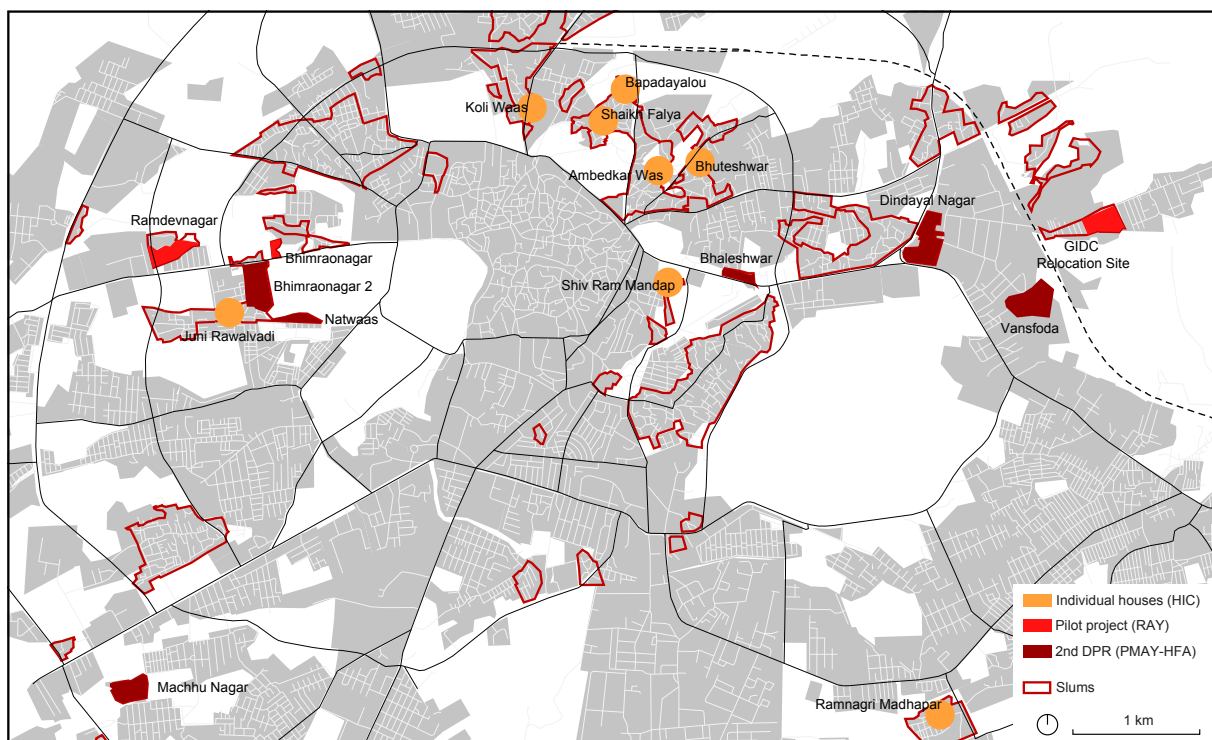 Bapadayalou
Koli Waas
Shaikh Falya
Ambedkar Was
Bhuteshwar
Dindayal Nagar
Ramdevnagar
GIDC
Relocation Site
Bhimraonagar
Bhaleshwar
Bhimraonagar 2
Shiv Ram Mandap
Natwaas
Vansfoda
Juni Rawalvadi
Individual houses (HIC)
Pilot project (RAY)
2nd DPR (PMAY-HFA)
Slums
Machhu Nagar
Ramnagri Madhapar
1 km